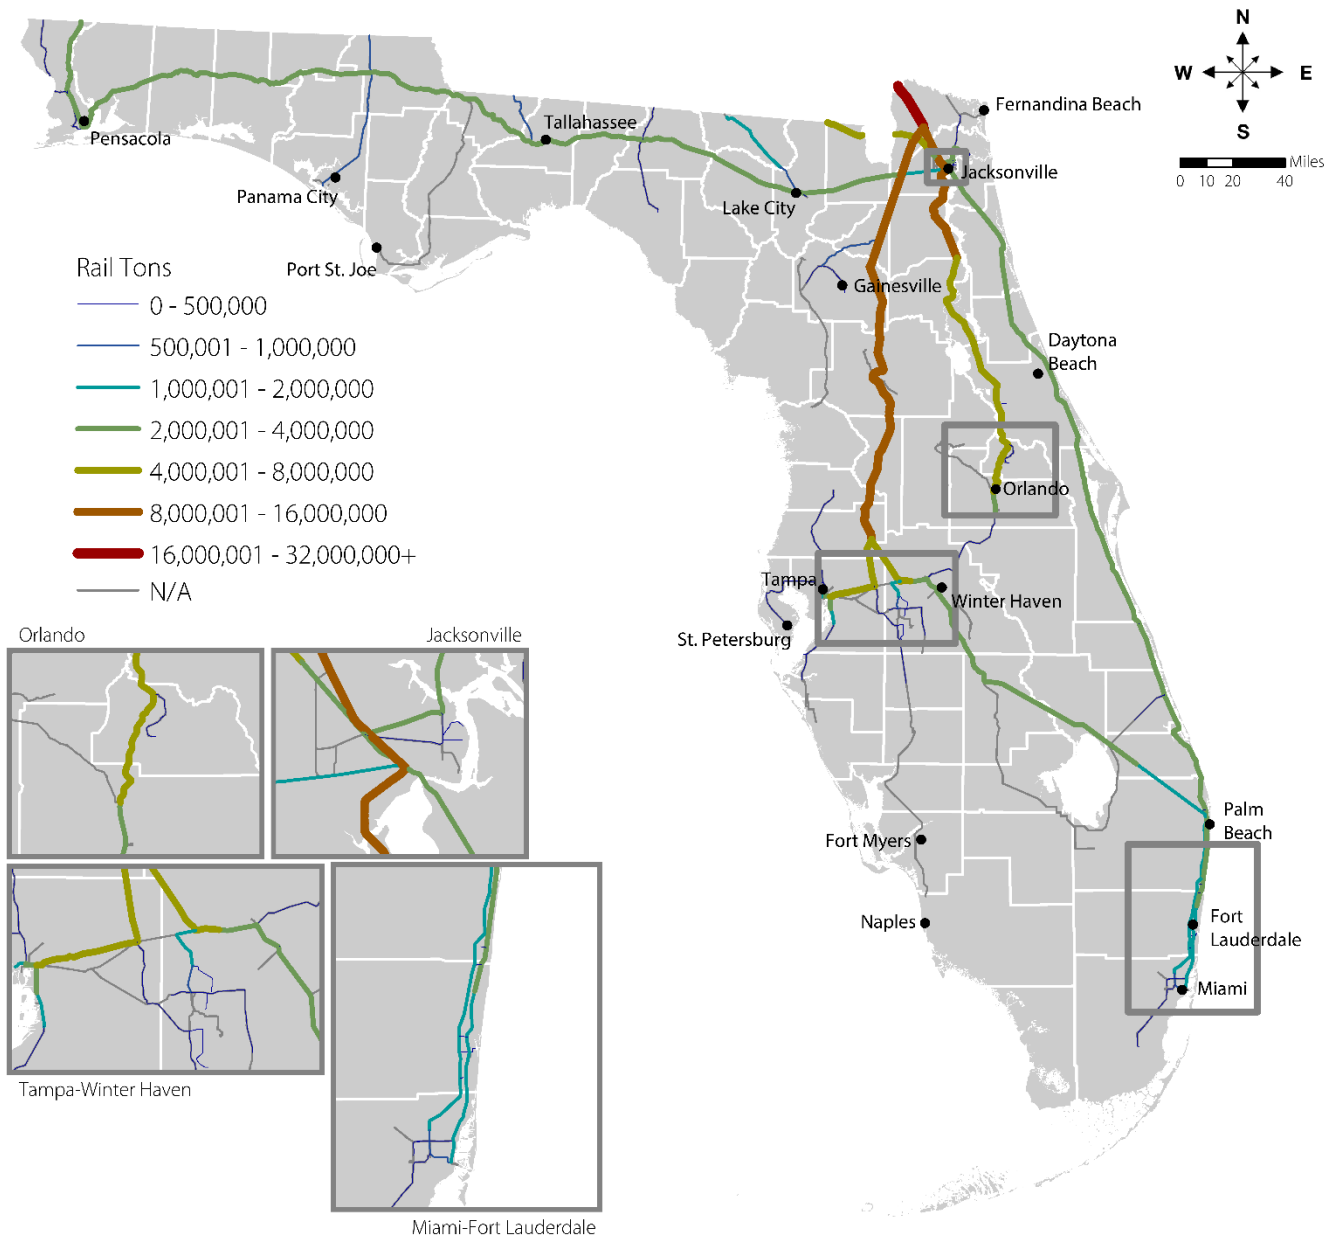 N
W
E
S
Miles
0 10 20 40
Fernandina Beach
Pensacola
Tallahassee
Jacksonville
Panama City
Lake City
Port St. Joe
Gainesville
Daytona
Beach
Rail Tons
0 - 500,000
500,001 - 1,000,000
1,000,001 - 2,000,000
2,000,001 - 4,000,000
4,000,001 - 8,000,000
8,000,001 - 16,000,000
16,000,001 - 32,000,000+
N/A
Orlando
Tampa
Winter Haven
St. Petersburg
Palm
Beach
Fort Myers
Naples
Fort
Lauderdale
Miami
Orlando
Jacksonville
Tampa-Winter Haven
Miami-Fort Lauderdale